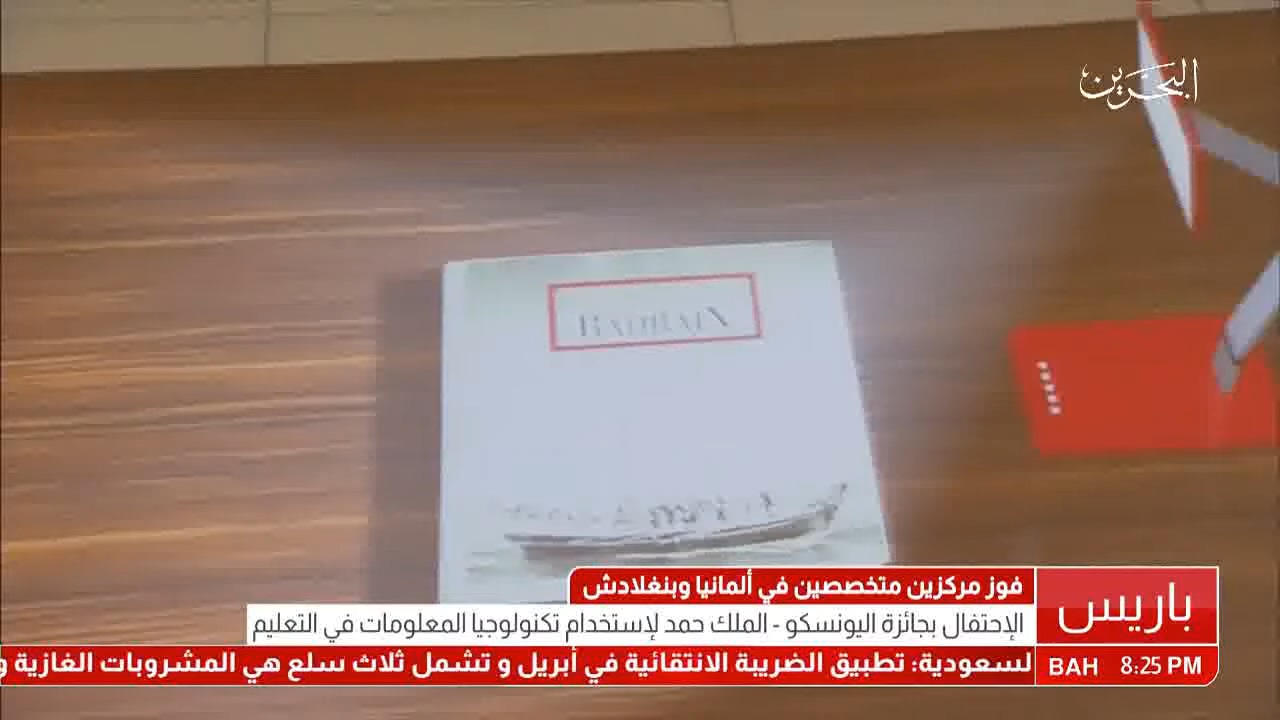 البحرين
BAHRAIN
فوز مركزين متخصصين في ألمانيا وبنغلادش
باريس
الإحتفال بجائزة اليونسكو - الملك حمد لإستخدام تكنولوجيا المعلومات في التعليم
لسعودية: تطبيق الضريبة الانتقائية في أبريل و تشمل ثلاث سلع هي المشروبات الغازية و
BAH 8:25 PM